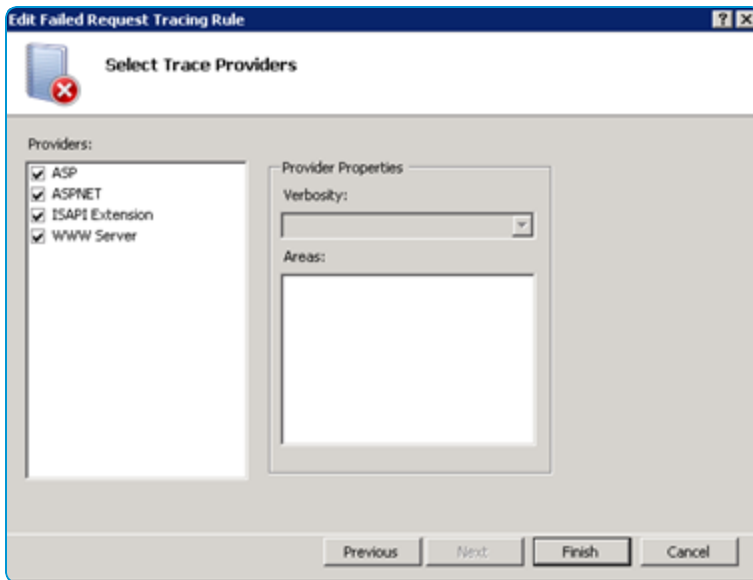 Edit Failed Request Tracing Rule
Select Trace Providers
Providers:
ASP
ASPNET
ISAPI Extension
WWW Server
Provider Properties
Verbosity:
Areas:
Previous Next Finish Cancel